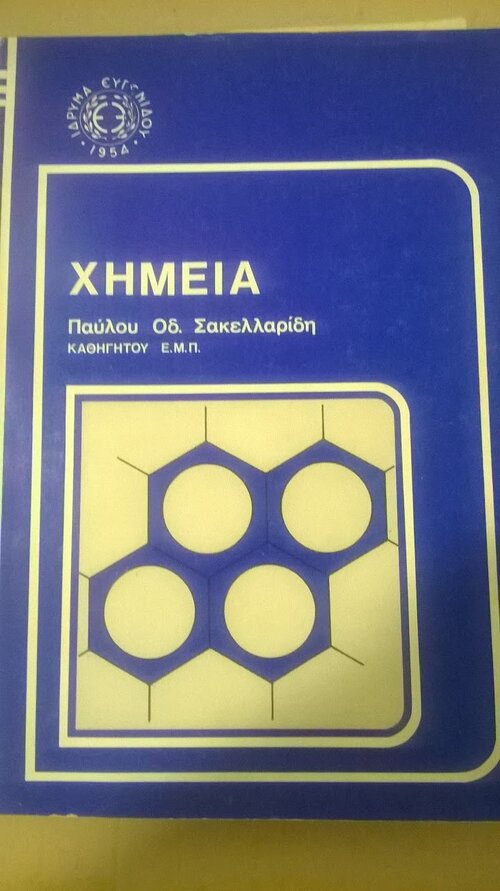 ΙΔΡΥΜΑ ΕΥΓΕΝΙΔΟΥ
• 1954 •
ΧΗΜΕΙΑ
Παύλου Οδ. Σακελλαρίδη
ΚΑΘΗΓΗΤΟΥ Ε.Μ.Π.